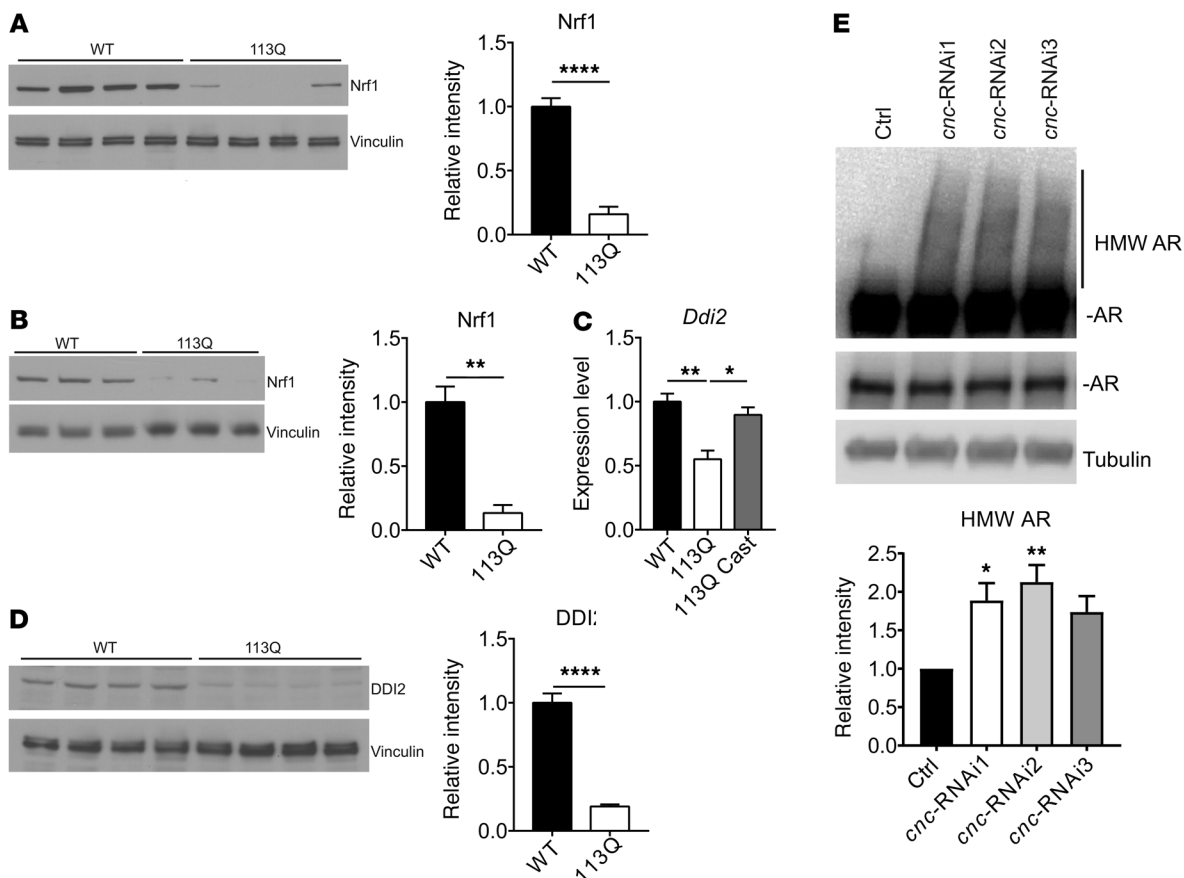 A
WT 113Q
Nrf1
Vinculin
Nrf1
Relative intensity
1.5
1.0
0.5
0.0
****
WT
113Q
B
WT 113Q
Nrf1
Vinculin
Nrf1
Relative intensity
1.5
1.0
0.5
0.0
**
WT
113Q
C
Ddi2
Expression level
1.5
1.0
0.5
0.0
** *
WT
113Q
113Q Cast
D
WT 113Q
DDI2
Vinculin
DDI
Relative intensity
1.5
1.0
0.5
0.0
****
WT
113Q
E
Ctrl
cnc-RNAi1
cnc-RNAi2
cnc-RNAi3
HMW AR
-AR
-AR
Tubulin
HMW AR
Relative intensity
2.5
2.0
1.5
1.0
0.5
0.0
*
**
Ctrl
cnc-RNAi1
cnc-RNAi2
cnc-RNAi3